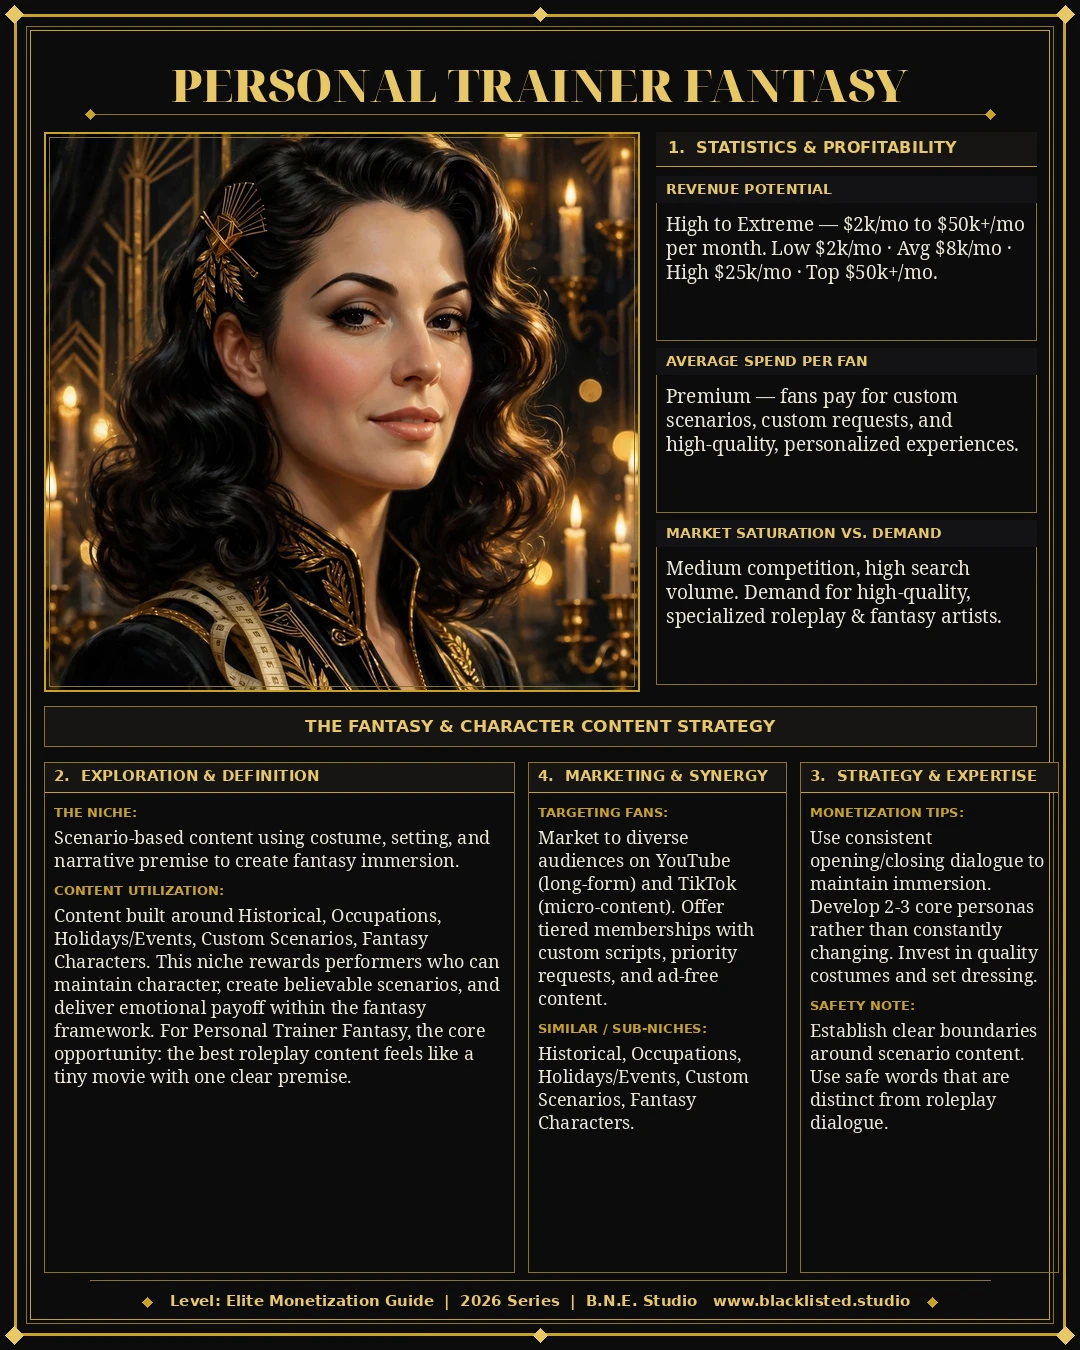 PERSONAL TRAINER FANTASY
1. STATISTICS & PROFITABILITY
REVENUE POTENTIAL
High to Extreme — $2k/mo to $50k+/mo
per month. Low $2k/mo · Avg $8k/mo ·
High $25k/mo · Top $50k+/mo.
AVERAGE SPEND PER FAN
Premium — fans pay for custom
scenarios, custom requests, and
high-quality, personalized experiences.
MARKET SATURATION VS. DEMAND
Medium competition, high search
volume. Demand for high-quality,
specialized roleplay & fantasy artists.
THE FANTASY & CHARACTER CONTENT STRATEGY
2. EXPLORATION & DEFINITION
THE NICHE:
Scenario-based content using costume, setting, and
narrative premise to create fantasy immersion.
CONTENT UTILIZATION:
Content built around Historical, Occupations,
Holidays/Events, Custom Scenarios, Fantasy
Characters. This niche rewards performers who can
maintain character, create believable scenarios, and
deliver emotional payoff within the fantasy
framework. For Personal Trainer Fantasy, the core
opportunity: the best roleplay content feels like a
tiny movie with one clear premise.
4. MARKETING & SYNERGY
TARGETING FANS:
Market to diverse
audiences on YouTube
(long-form) and TikTok
(micro-content). Offer
tiered memberships with
custom scripts, priority
requests, and ad-free
content.
SIMILAR / SUB-NICHES:
Historical, Occupations,
Holidays/Events, Custom
Scenarios, Fantasy
Characters.
3. STRATEGY & EXPERTISE
MONETIZATION TIPS:
Use consistent
opening/closing dialogue to
maintain immersion.
Develop 2-3 core personas
rather than constantly
changing. Invest in quality
costumes and set dressing.
SAFETY NOTE:
Establish clear boundaries
around scenario content.
Use safe words that are
distinct from roleplay
dialogue.
Level: Elite Monetization Guide | 2026 Series | B.N.E. Studio www.blacklisted.studio